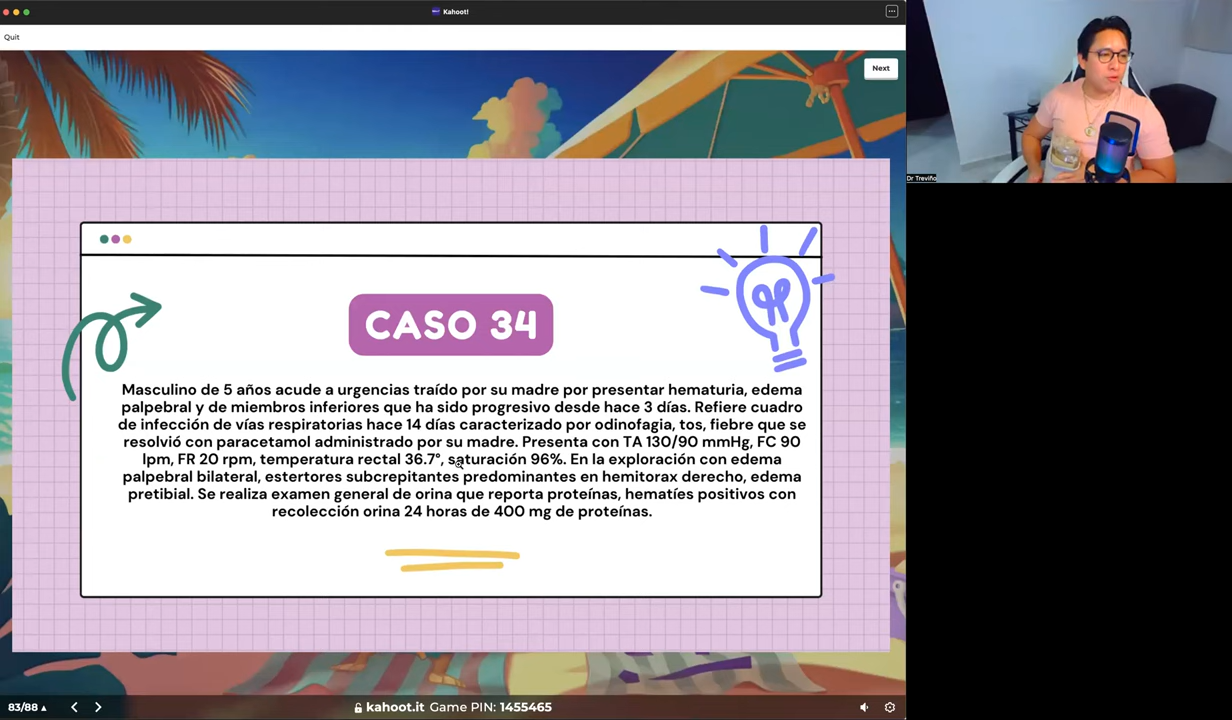 Kahoot!
Quit
Next
Dr Treviño
CASO 34
Masculino de 5 años acude a urgencias traído por su madre por presentar hematuria, edema
palpebral y de miembros inferiores que ha sido progresivo desde hace 3 días. Refiere cuadro
de infección de vías respiratorias hace 14 días caracterizado por odinofagia, tos, fiebre que se
resolvió con paracetamol administrado por su madre. Presenta con TA 130/90 mmHg, FC 90
lpm, FR 20 rpm, temperatura rectal 36.7°, saturación 96%. En la exploración con edema
palpebral bilateral, estertores subcrepitantes predominantes en hemitorax derecho, edema
pretibial. Se realiza examen general de orina que reporta proteínas, hematíes positivos con
recolección orina 24 horas de 400 mg de proteínas.
83/88
kahoot.it Game PIN: 1455465